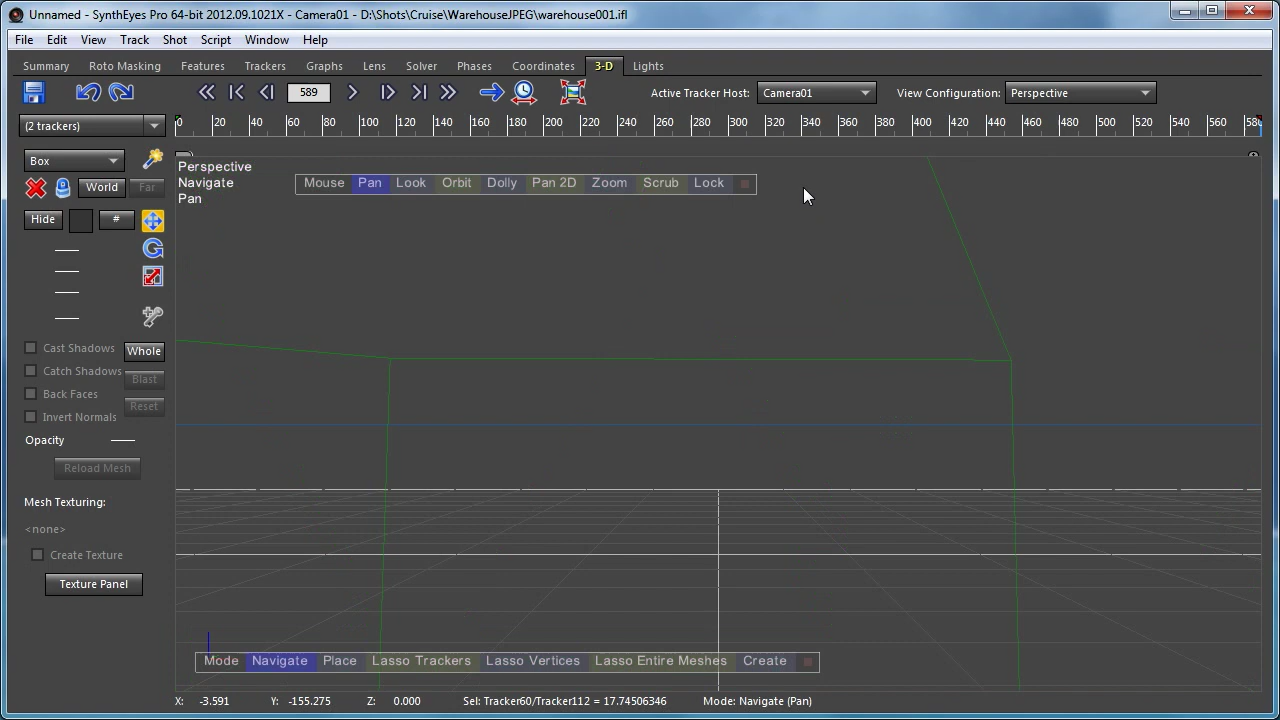 Unnamed - SynthEyes Pro 64-bit 2012.09.1021X - Camera01 - D:\Shots\Cruise\WarehouseJPEG\warehouse001.ifl
File Edit View Track Shot Script Window Help
Summary Roto Masking Features Trackers Graphs Lens Solver Phases Coordinates 3-D Lights
589 Active Tracker Host: Camera01 View Configuration: Perspective
(2 trackers) 0 20 40 60 80 100 120 140 160 180 200 220 240 260 280 300 320 340 360 380 400 420 440 460 480 500 520 540 560 580
Box
Perspective
Navigate
Pan
Mouse Pan Look Orbit Dolly Pan 2D Zoom Scrub Lock
World Far
Hide #
Cast Shadows Whole
Catch Shadows
Blast
Back Faces
Reset
Invert Normals
Opacity
Reload Mesh
Mesh Texturing:
<none>
Create Texture
Texture Panel
Mode Navigate Place Lasso Trackers Lasso Vertices Lasso Entire Meshes Create
X: -3.591 Y: -155.275 Z: 0.000 Sel: Tracker60/Tracker112 = 17.74506346 Mode: Navigate (Pan)